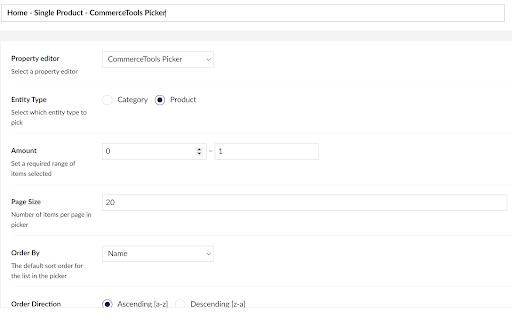 Home - Single Product - CommerceTools Picker
Property editor
CommerceTools Picker
Select a property editor
Entity Type
Category
Product
Select which entity type to
pick
Amount
0
–
1
Set a required range of
items selected
Page Size
20
Number of items per page in
picker
Order By
Name
The default sort order for
the list in the picker
Order Direction
Ascending [a-z]
Descending [z-a]